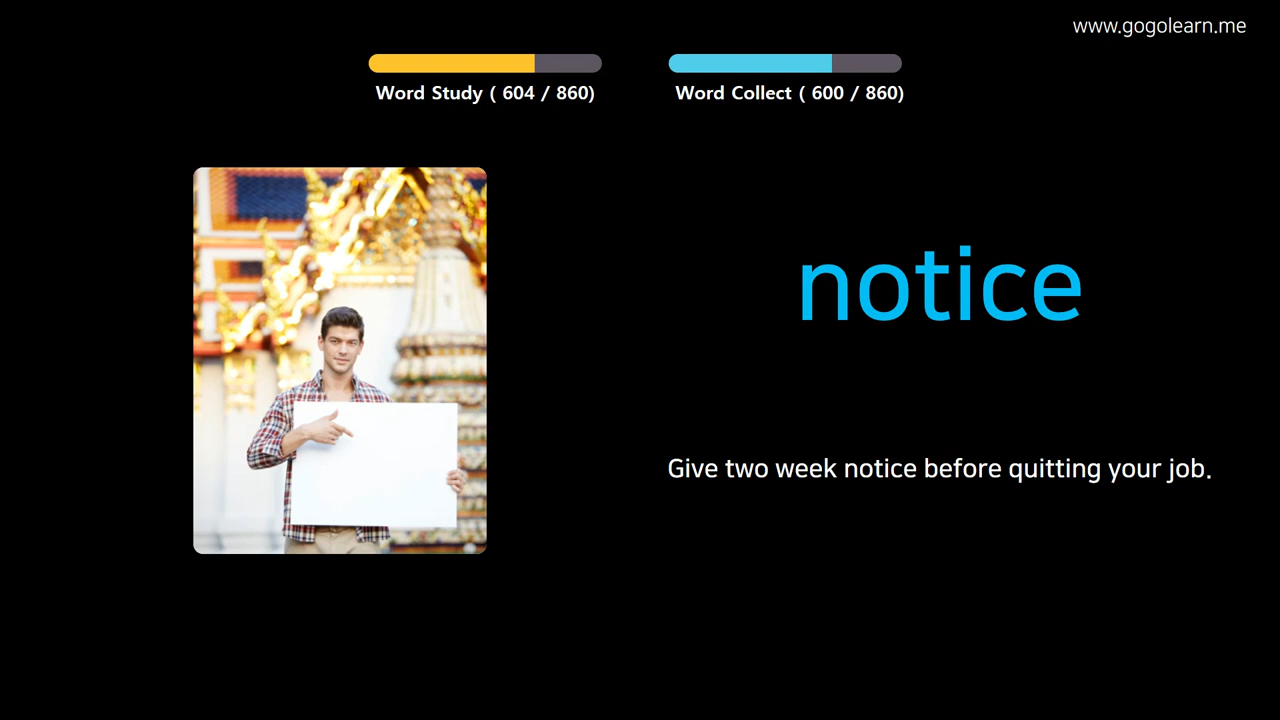 www.gogolearn.me
Word Study ( 604 / 860)
Word Collect ( 600 / 860)
notice
Give two week notice before quitting your job.